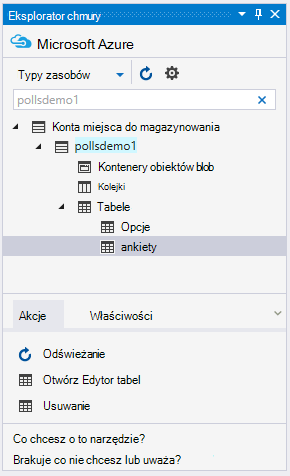 Eksplorator chmury
Microsoft Azure
Typy zasobów
pollsdemo1
Konta miejsca do magazynowania
pollsdemo1
Kontenery obiektów blob
Kolejki
Tabele
Opcje
ankiety
Akcje Właściwości
Odświeżanie
Otwórz Edytor tabel
Usuwanie
Co chcesz o to narzędzie?
Brakuje co nie chcesz lub uważa?